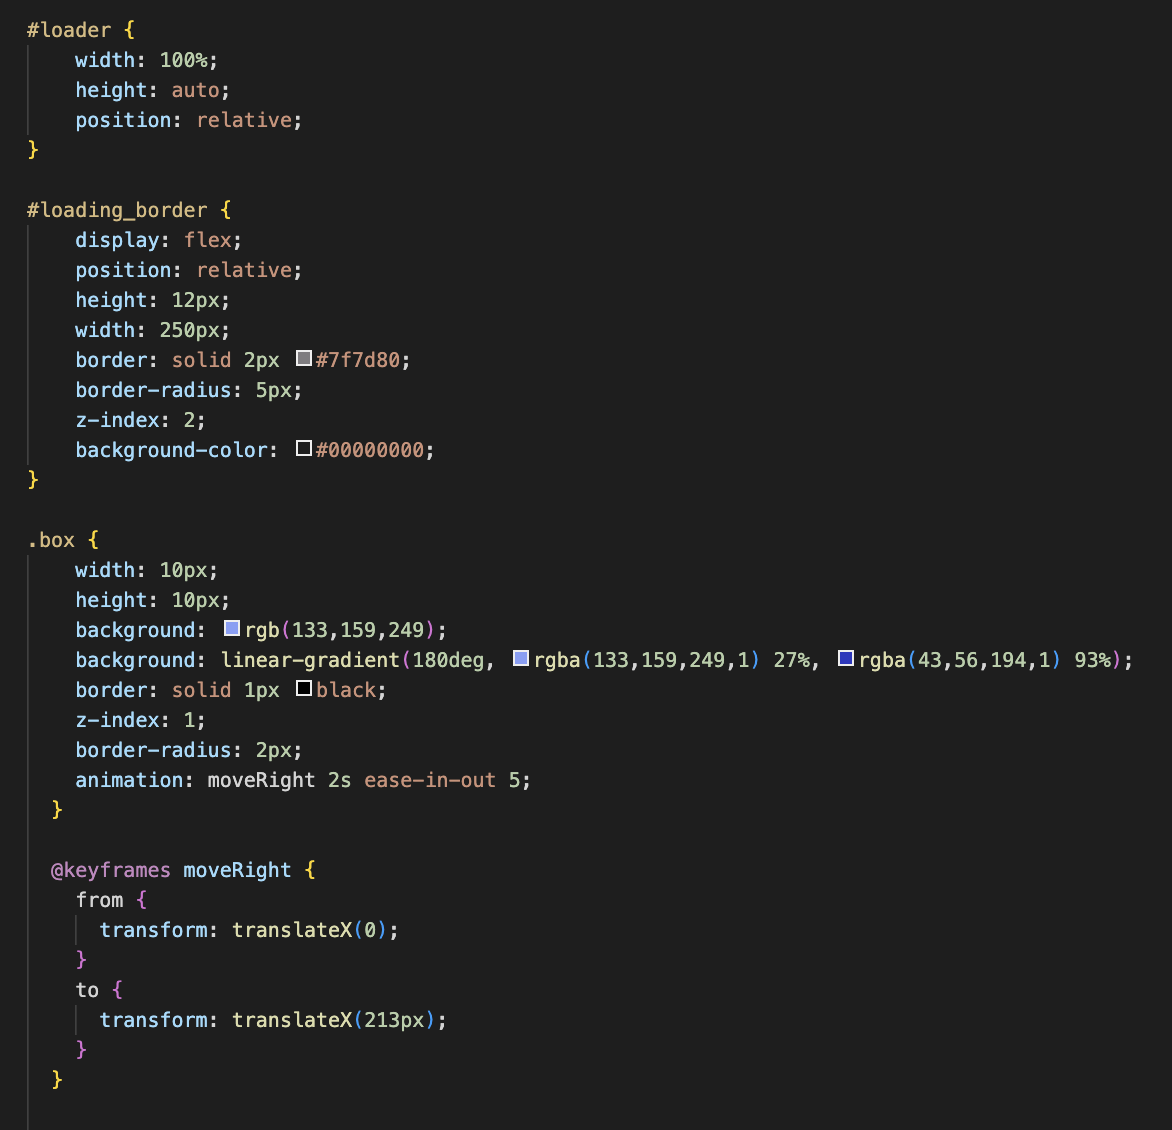 #loader {
    width: 100%;
    height: auto;
    position: relative;
}

#loading_border {
    display: flex;
    position: relative;
    height: 12px;
    width: 250px;
    border: solid 2px #7f7d80;
    border-radius: 5px;
    z-index: 2;
    background-color: #00000000;
}

.box {
    width: 10px;
    height: 10px;
    background: rgb(133,159,249);
    background: linear-gradient(180deg, rgba(133,159,249,1) 27%, rgba(43,56,194,1) 93%);
    border: solid 1px black;
    z-index: 1;
    border-radius: 2px;
    animation: moveRight 2s ease-in-out 5;
  }

  @keyframes moveRight {
    from {
      transform: translateX(0);
    }
    to {
      transform: translateX(213px);
    }
  }